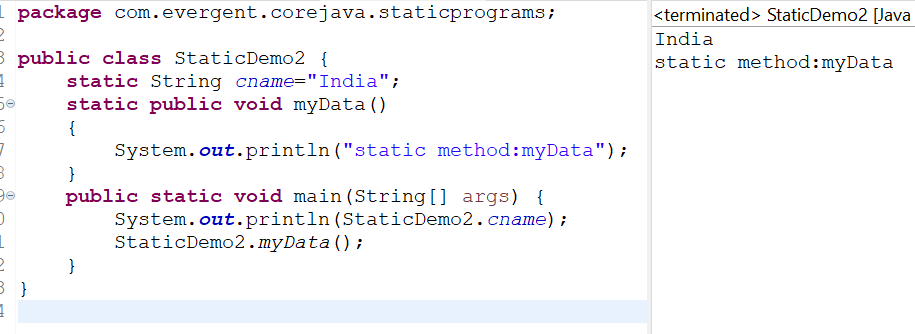 package com.evergent.corejava.staticprograms;
public class StaticDemo2 {
static String cname="India";
static public void myData()
{
System.out.println("static method:myData");
}
public static void main(String[] args) {
System.out.println(StaticDemo2.cname);
StaticDemo2.myData();
}
}
<terminated> StaticDemo2 [Java
India
static method:myData